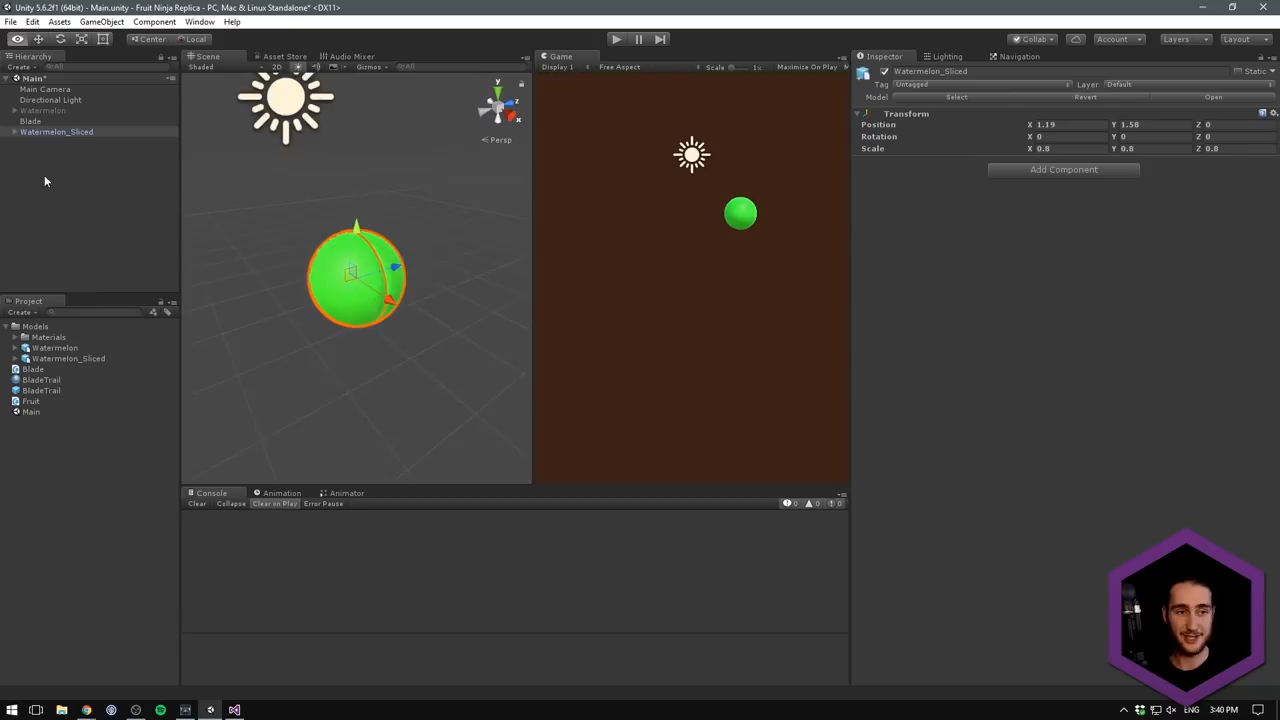 Unity 5.6.2f1 (64bit) - Main.unity - Fruit Ninja Replica - PC, Mac & Linux Standalone* <DX11>
File Edit Assets GameObject Component Window Help
Center Local Collab Account Layers Layout
Hierarchy Scene Asset Store Audio Mixer Game Inspector Lighting Navigation
Create All Shaded 2D Gizmos All Display 1 Free Aspect Scale 1x Maximize On Play Watermelon_Sliced Static
Main*
Main Camera
Directional Light
Watermelon
Blade
Watermelon_Sliced
Tag Untagged Layer Default
Model Select Revert Open
Transform
Position X 1.19 Y 1.58 Z 0
Rotation X 0 Y 0 Z 0
Scale X 0.8 Y 0.8 Z 0.8
Add Component
y
z
x
Persp
Project
Create
Models
Materials
Watermelon
Watermelon_Sliced
Blade
BladeTrail
BladeTrail
Fruit
Main
Console Animation Animator
Clear Collapse Clear on Play Error Pause 0 0 0
ENG 3:40 PM